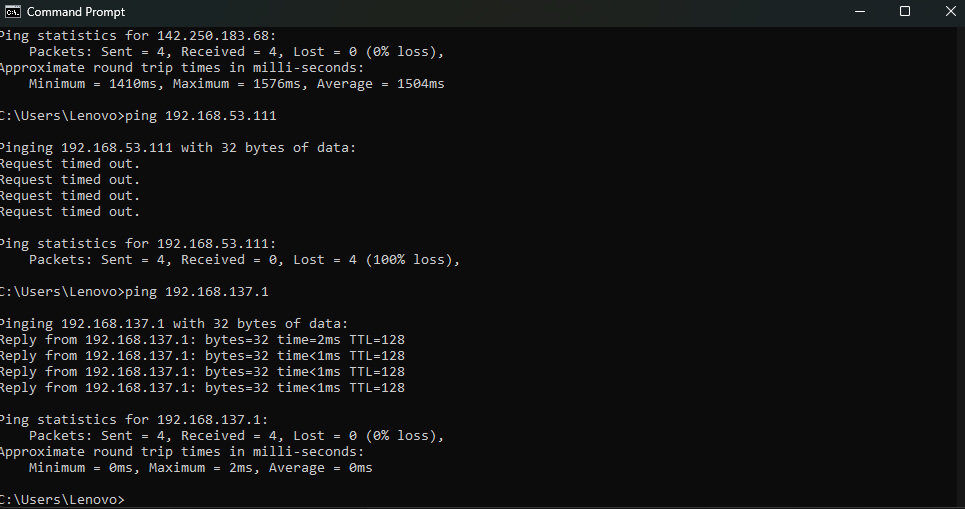 Command Prompt
Ping statistics for 142.250.183.68:
    Packets: Sent = 4, Received = 4, Lost = 0 (0% loss),
Approximate round trip times in milli-seconds:
    Minimum = 1410ms, Maximum = 1576ms, Average = 1504ms
C:\Users\Lenovo>ping 192.168.53.111
Pinging 192.168.53.111 with 32 bytes of data:
Request timed out.
Request timed out.
Request timed out.
Request timed out.
Ping statistics for 192.168.53.111:
    Packets: Sent = 4, Received = 0, Lost = 4 (100% loss),
C:\Users\Lenovo>ping 192.168.137.1
Pinging 192.168.137.1 with 32 bytes of data:
Reply from 192.168.137.1: bytes=32 time=2ms TTL=128
Reply from 192.168.137.1: bytes=32 time<1ms TTL=128
Reply from 192.168.137.1: bytes=32 time<1ms TTL=128
Reply from 192.168.137.1: bytes=32 time<1ms TTL=128
Ping statistics for 192.168.137.1:
    Packets: Sent = 4, Received = 4, Lost = 0 (0% loss),
Approximate round trip times in milli-seconds:
    Minimum = 0ms, Maximum = 2ms, Average = 0ms
C:\Users\Lenovo>